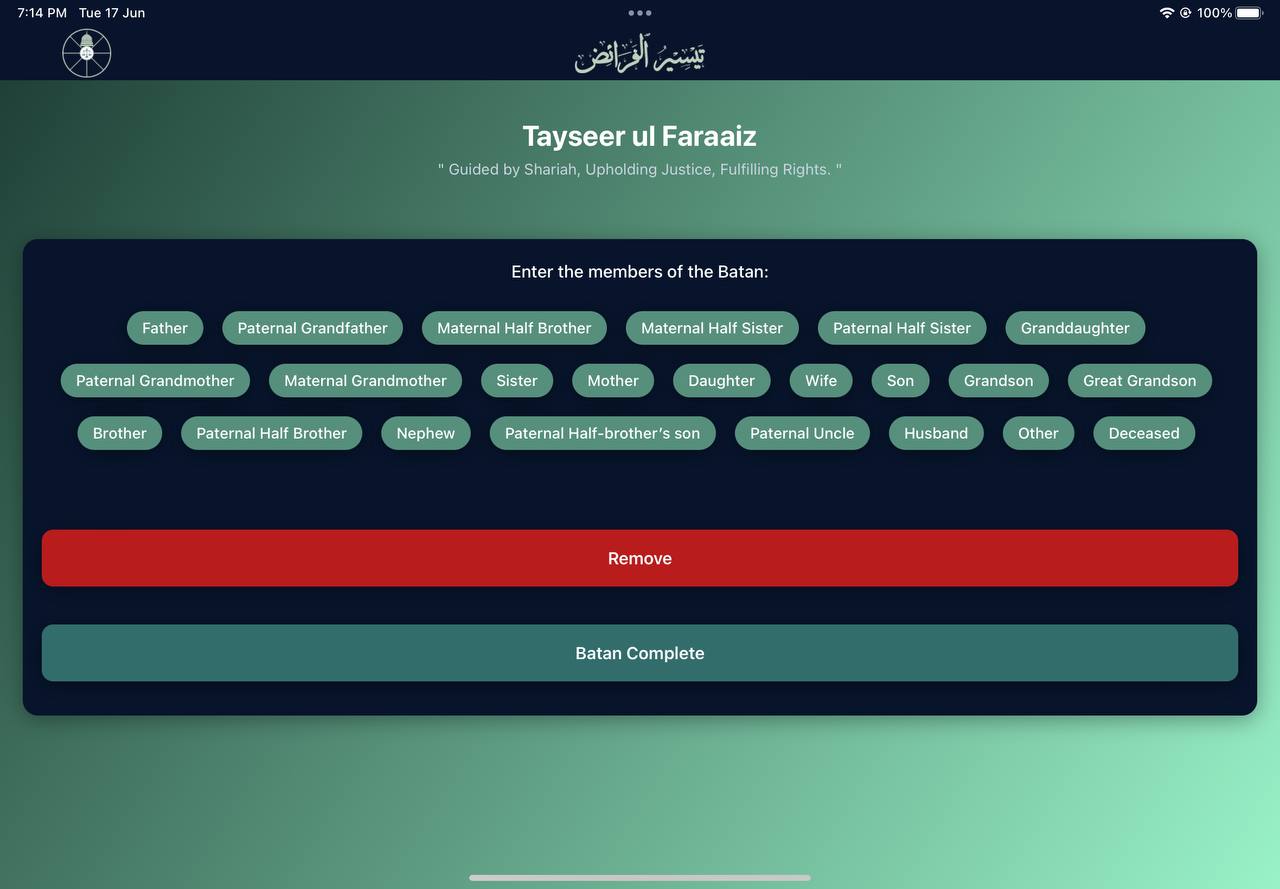 7:14 PM Tue 17 Jun 100%
تيسير الفرائض
Tayseer ul Faraaiz
" Guided by Shariah, Upholding Justice, Fulfilling Rights. "
Enter the members of the Batan:
Father Paternal Grandfather Maternal Half Brother Maternal Half Sister Paternal Half Sister Granddaughter
Paternal Grandmother Maternal Grandmother Sister Mother Daughter Wife Son Grandson Great Grandson
Brother Paternal Half Brother Nephew Paternal Half-brother’s son Paternal Uncle Husband Other Deceased
Remove
Batan Complete